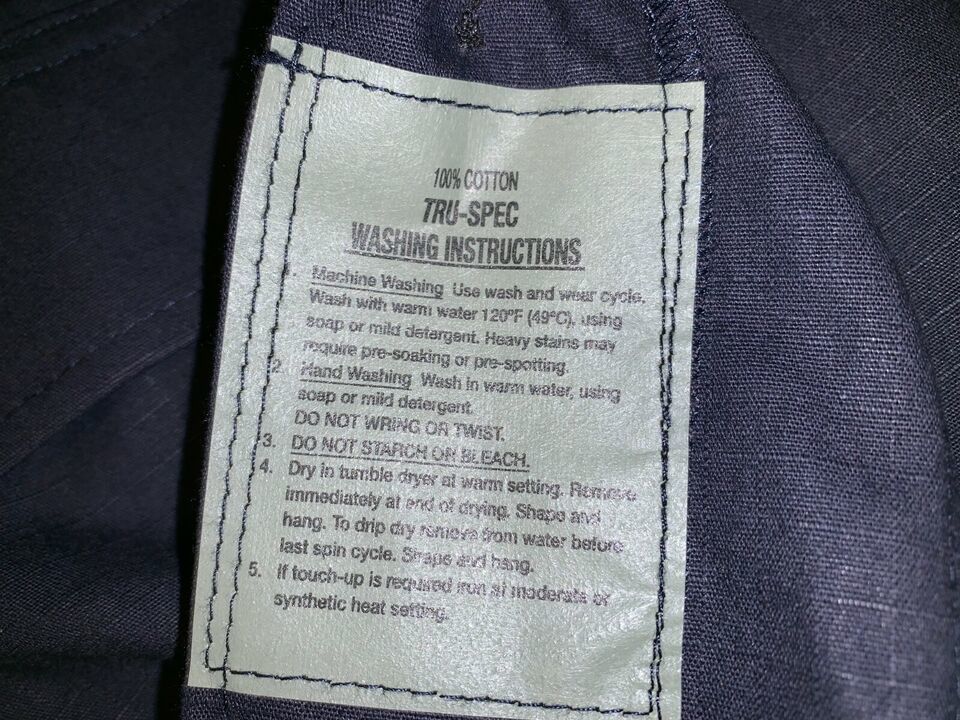 100% COTTON
TRU-SPEC
WASHING INSTRUCTIONS
1. Machine Washing Use wash and wear cycle.
Wash with warm water 120°F (49°C), using
soap or mild detergent. Heavy stains may
require pre-soaking or pre-spotting.
2. Hand Washing Wash in warm water, using
soap or mild detergent.
DO NOT WRING OR TWIST.
3. DO NOT STARCH OR BLEACH.
4. Dry in tumble dryer at warm setting. Remove
immediately at end of drying. Shape and
hang. To drip dry remove from water before
last spin cycle. Shape and hang.
5. If touch-up is required iron at moderate or
synthetic heat setting.